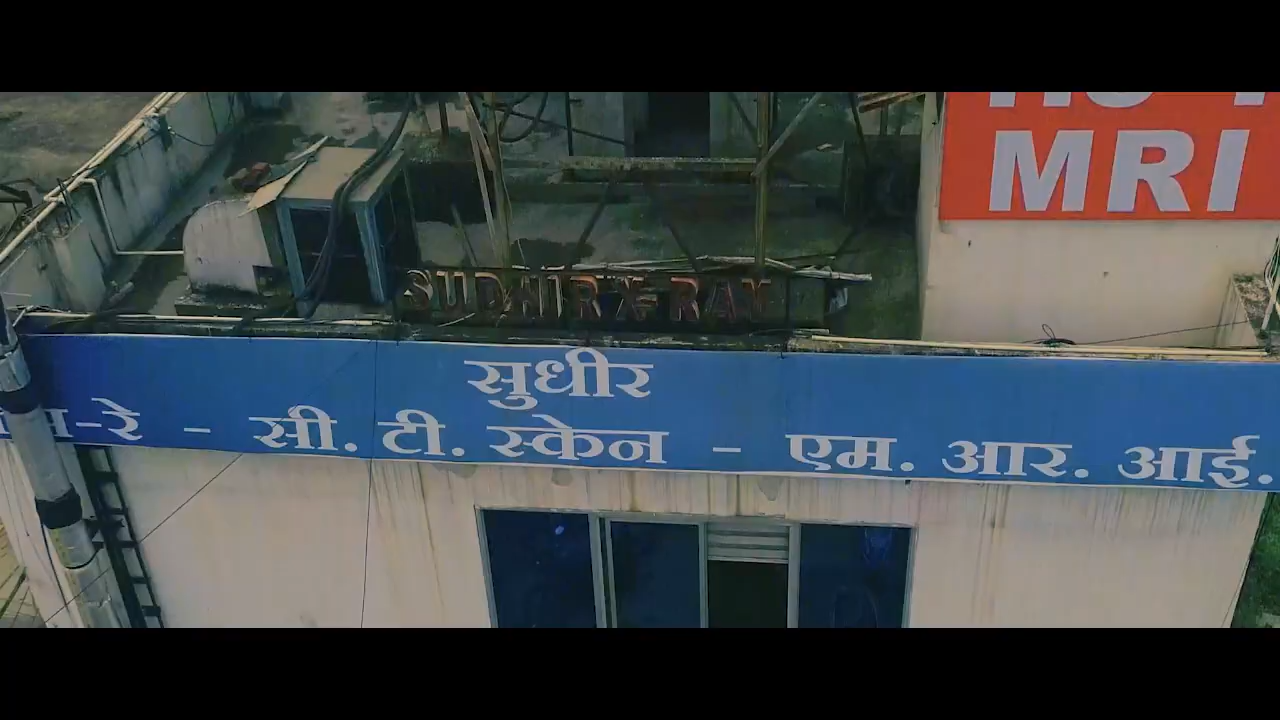 MRI
SUDHIR X-RAY
सुधीर
-रे - सी. टी. स्केन - एम. आर. आई.